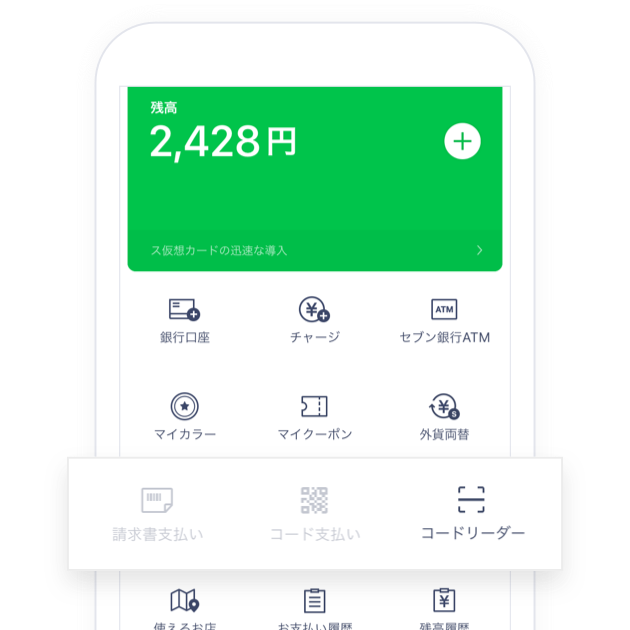 残高
2,428円
ス仮想カードの迅速な導入
銀行口座
チャージ
ATM
セブン銀行ATM
マイカラー
マイクーポン
外貨両替
請求書支払い
コード支払い
コードリーダー
使えるお店
お支払い履歴
残高履歴